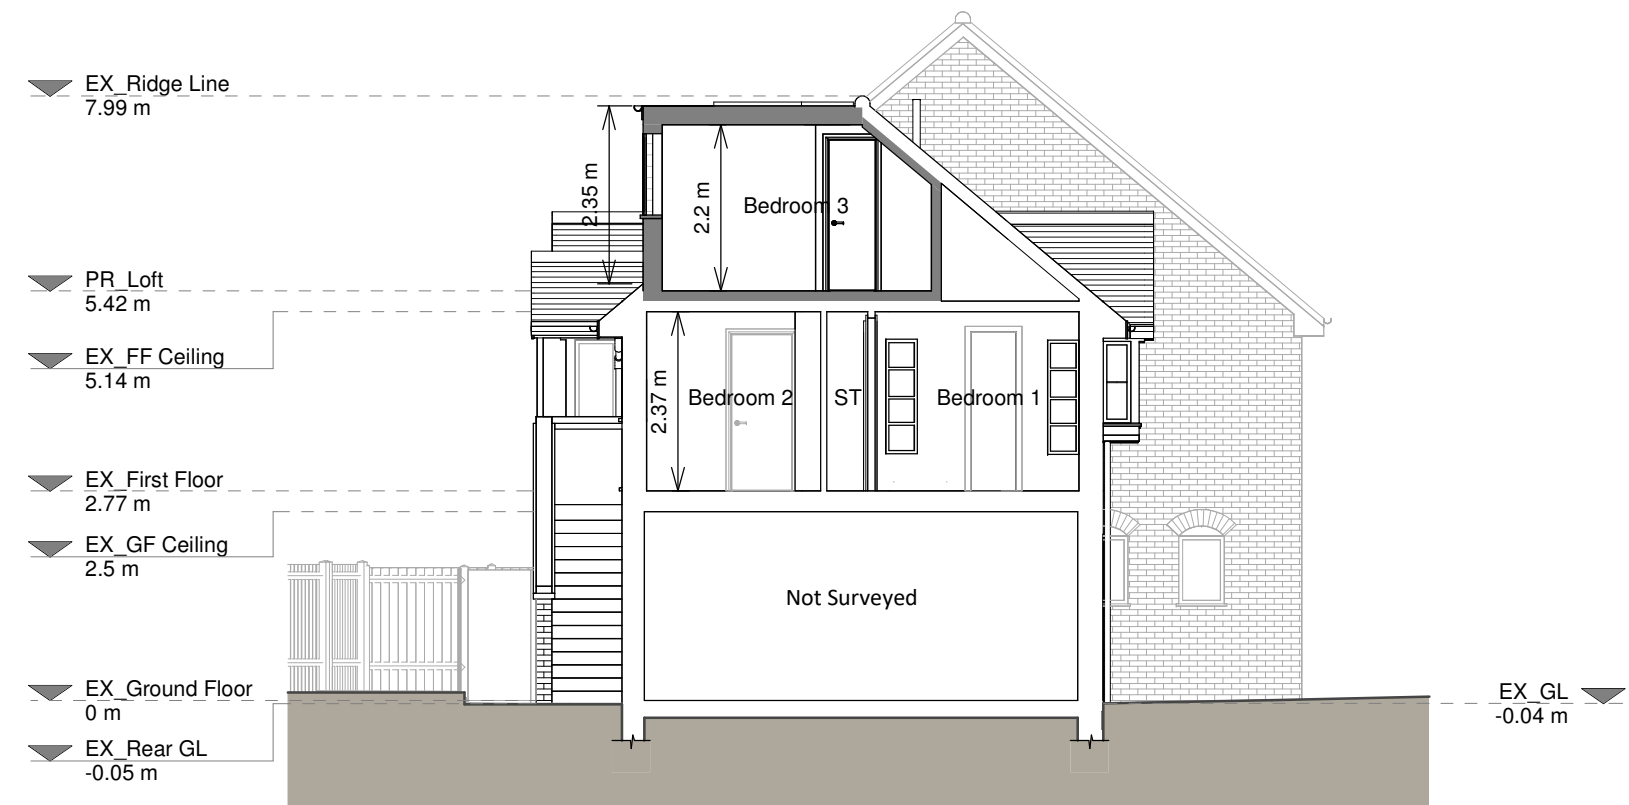 EX_Ridge Line
7.99 m
2.35 m
2.2 m
Bedroom 3
PR_Loft
5.42 m
EX_FF Ceiling
5.14 m
2.37 m
Bedroom 2
ST
Bedroom 1
EX_First Floor
2.77 m
EX_GF Ceiling
2.5 m
Not Surveyed
EX_Ground Floor
0 m
EX_GL
-0.04 m
EX_Rear GL
-0.05 m